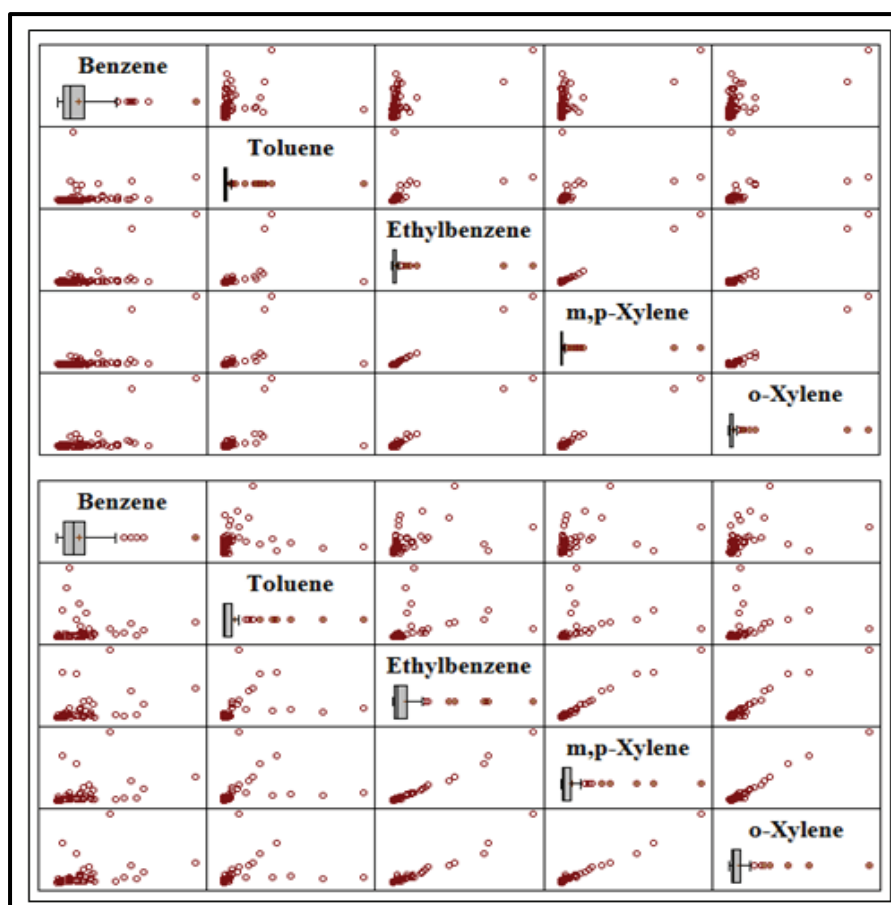 Benzene
Toluene
Ethylbenzene
m,p-Xylene
o-Xylene
Benzene
Toluene
Ethylbenzene
m,p-Xylene
o-Xylene